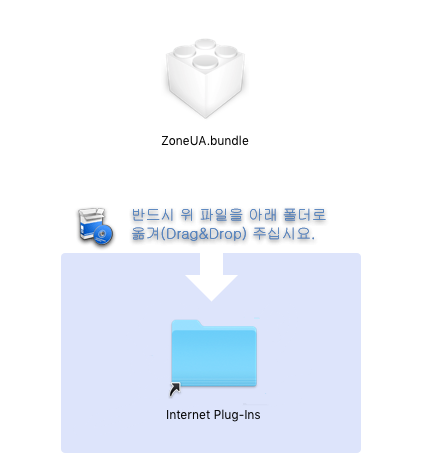 ZoneUA.bundle
반드시 위 파일을 아래 폴더로
옮겨(Drag&Drop) 주십시요.
Internet Plug-Ins